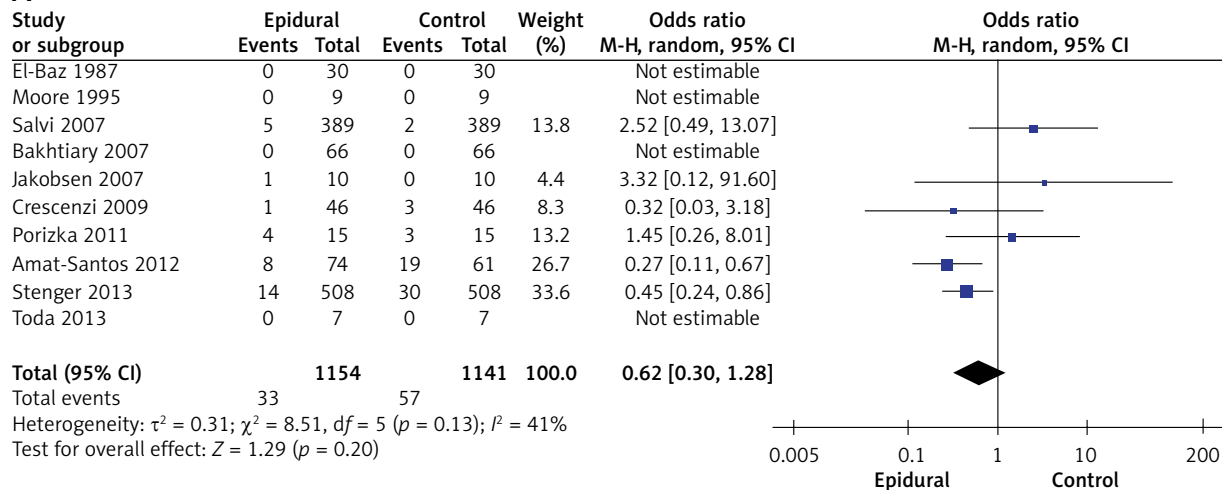 Study Epidural Control Weight Odds ratio Odds ratio
or subgroup Events Total Events Total (%) M-H, random, 95% CI M-H, random, 95% CI
El-Baz 1987 0 30 0 30 Not estimable
Moore 1995 0 9 0 9 Not estimable
Salvi 2007 5 389 2 389 13.8 2.52 [0.49, 13.07]
Bakhtiary 2007 0 66 0 66 Not estimable
Jakobsen 2007 1 10 0 10 4.4 3.32 [0.12, 91.60]
Crescenzi 2009 1 46 3 46 8.3 0.32 [0.03, 3.18]
Porizka 2011 4 15 3 15 13.2 1.45 [0.26, 8.01]
Amat-Santos 2012 8 74 19 61 26.7 0.27 [0.11, 0.67]
Stenger 2013 14 508 30 508 33.6 0.45 [0.24, 0.86]
Toda 2013 0 7 0 7 Not estimable
Total (95% CI) 1154 1141 100.0 0.62 [0.30, 1.28]
Total events 33 57
Heterogeneity: τ² = 0.31; χ² = 8.51, df = 5 (p = 0.13); I² = 41%
Test for overall effect: Z = 1.29 (p = 0.20)
0.005 0.1 1 10 200
Epidural Control